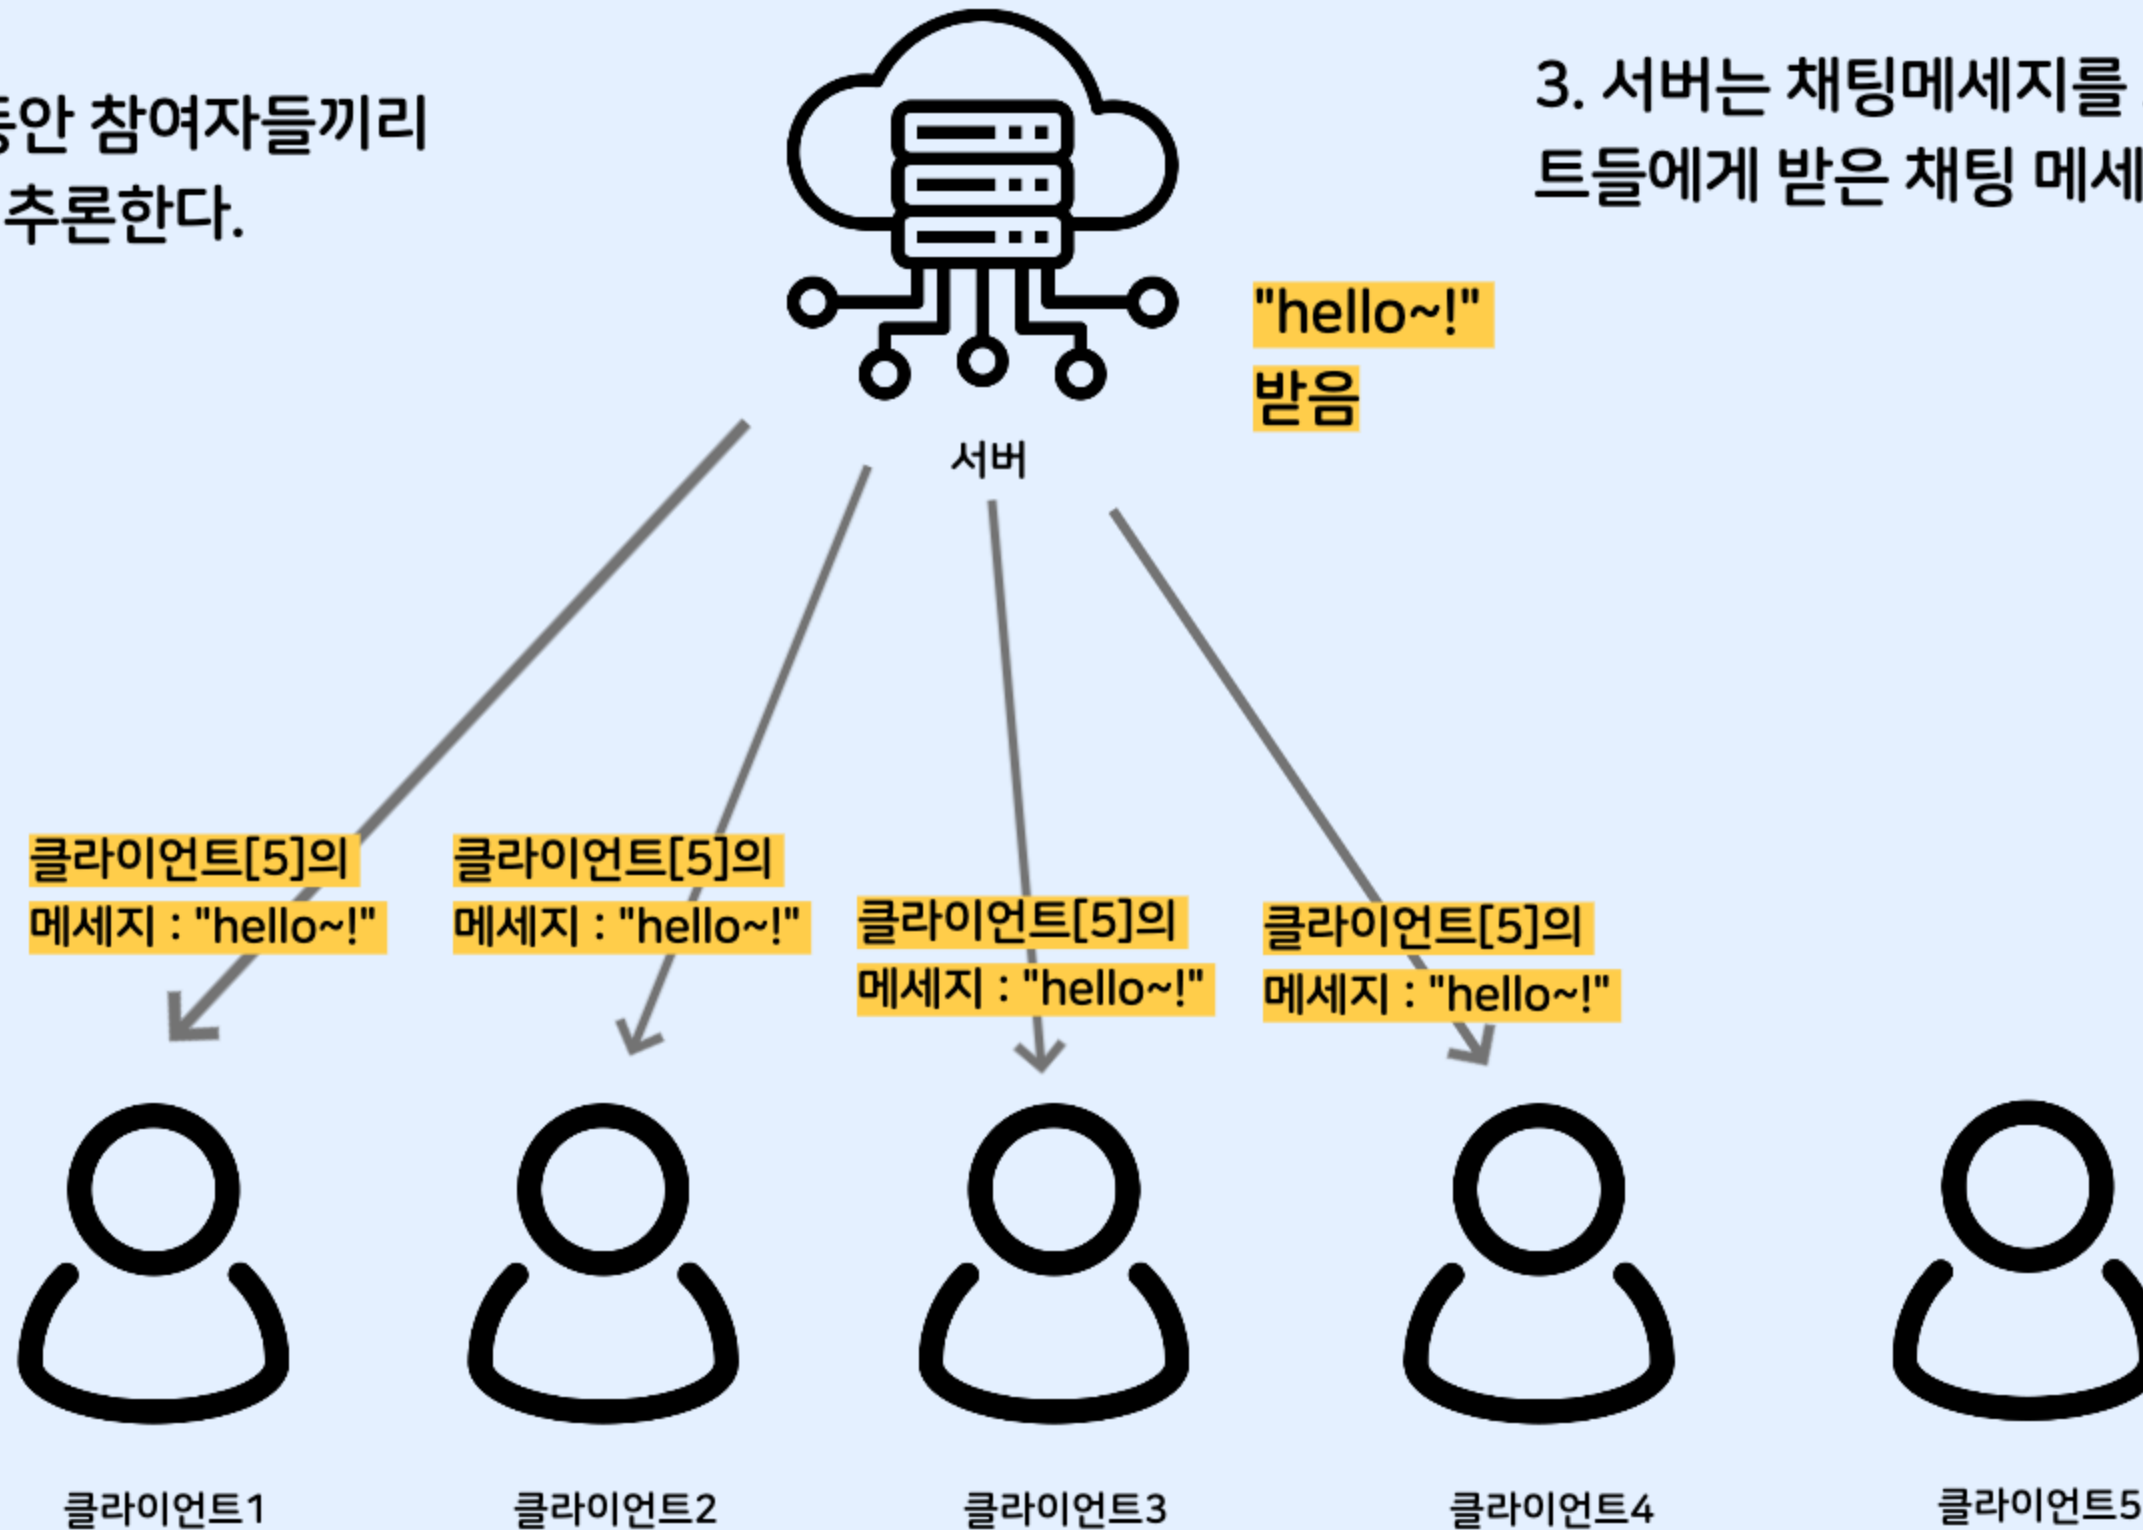 동안 참여자들끼리
추론한다.
3. 서버는 채팅메세지를
트들에게 받은 채팅 메세
"hello~!"
받음
서버
클라이언트[5]의
메세지 : "hello~!"
클라이언트[5]의
메세지 : "hello~!"
클라이언트[5]의
메세지 : "hello~!"
클라이언트[5]의
메세지 : "hello~!"
클라이언트1
클라이언트2
클라이언트3
클라이언트4
클라이언트5